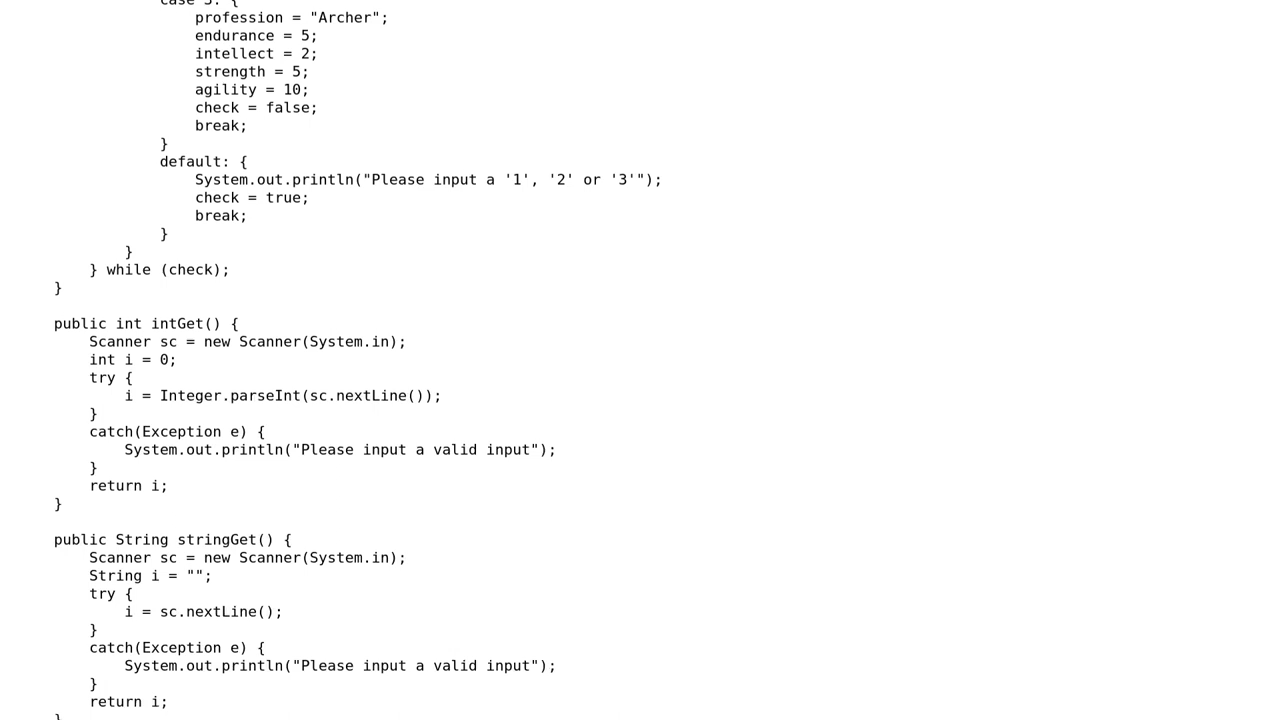 case 3: {
profession = "Archer";
endurance = 5;
intellect = 2;
strength = 5;
agility = 10;
check = false;
break;
}
default: {
System.out.println("Please input a '1', '2' or '3'");
check = true;
break;
}
}
} while (check);
}
public int intGet() {
Scanner sc = new Scanner(System.in);
int i = 0;
try {
i = Integer.parseInt(sc.nextLine());
}
catch(Exception e) {
System.out.println("Please input a valid input");
}
return i;
}
public String stringGet() {
Scanner sc = new Scanner(System.in);
String i = "";
try {
i = sc.nextLine();
}
catch(Exception e) {
System.out.println("Please input a valid input");
}
return i;
}